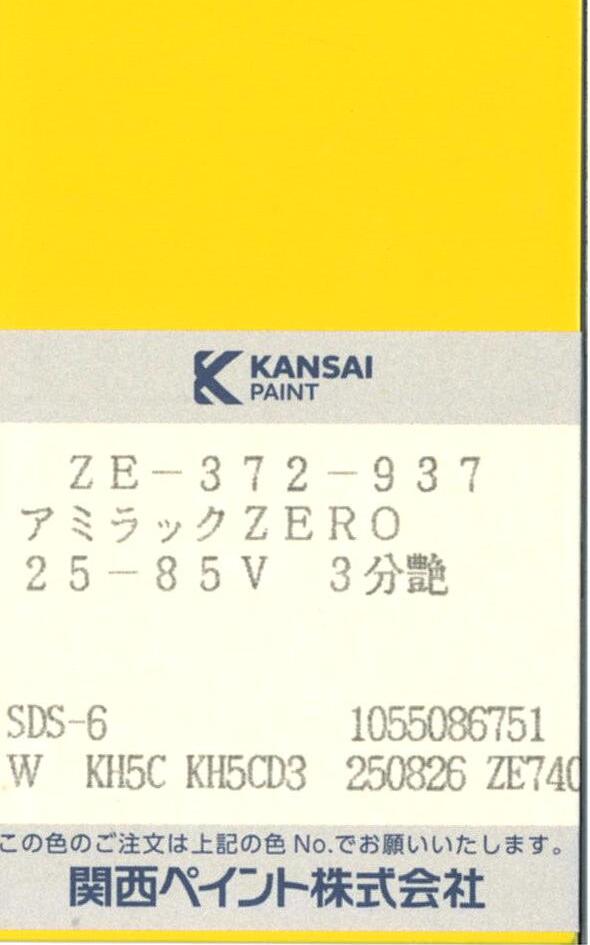 KANSAI
PAINT
ZE-372-937
アミラックZERO
25-85V 3分艶
SDS-6 1055086751
W KH5C KH5CD3 250826 ZE740
この色のご注文は上記の色No.でお願いいたします。
関西ペイント株式会社